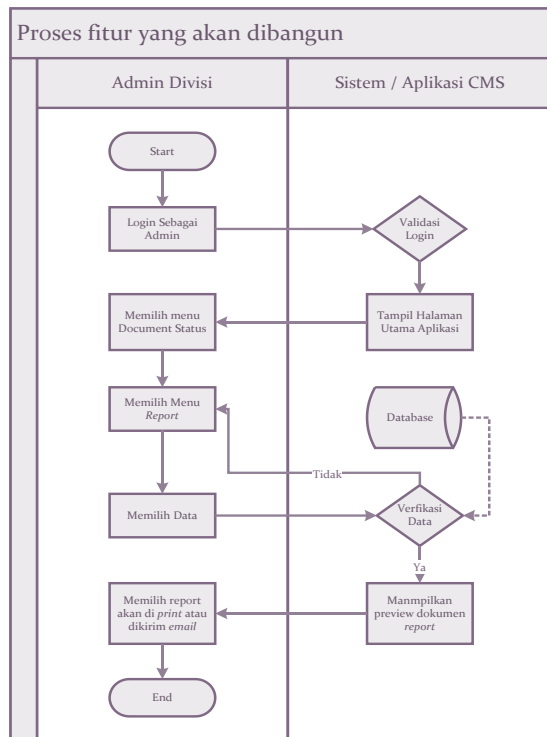 Proses fitur yang akan dibangun
Admin Divisi
Sistem / Aplikasi CMS
Start
Login Sebagai
Admin
Validasi
Login
Memilih menu
Document Status
Tampil Halaman
Utama Aplikasi
Memilih Menu
Report
Database
Tidak
Memilih Data
Verfikasi
Data
Ya
Memilih report
akan di print atau
dikirim email
Manmpilkan
preview dokumen
report
End